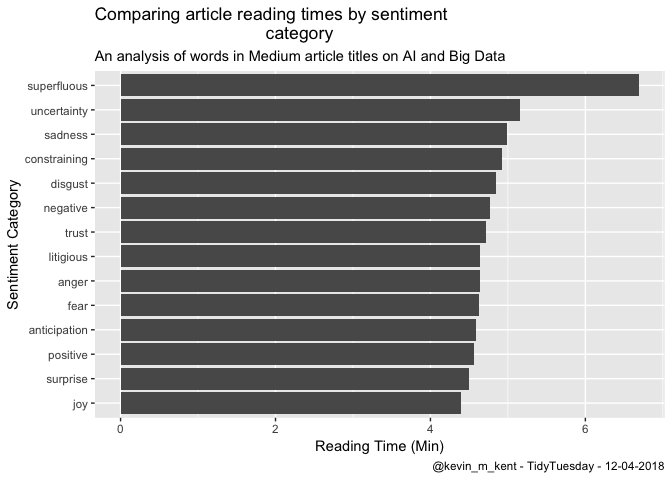 Comparing article reading times by sentiment
category
An analysis of words in Medium article titles on AI and Big Data
Sentiment Category
superfluous
uncertainty
sadness
constraining
disgust
negative
trust
litigious
anger
fear
anticipation
positive
surprise
joy
0 2 4 6
Reading Time (Min)
@kevin_m_kent - TidyTuesday - 12-04-2018